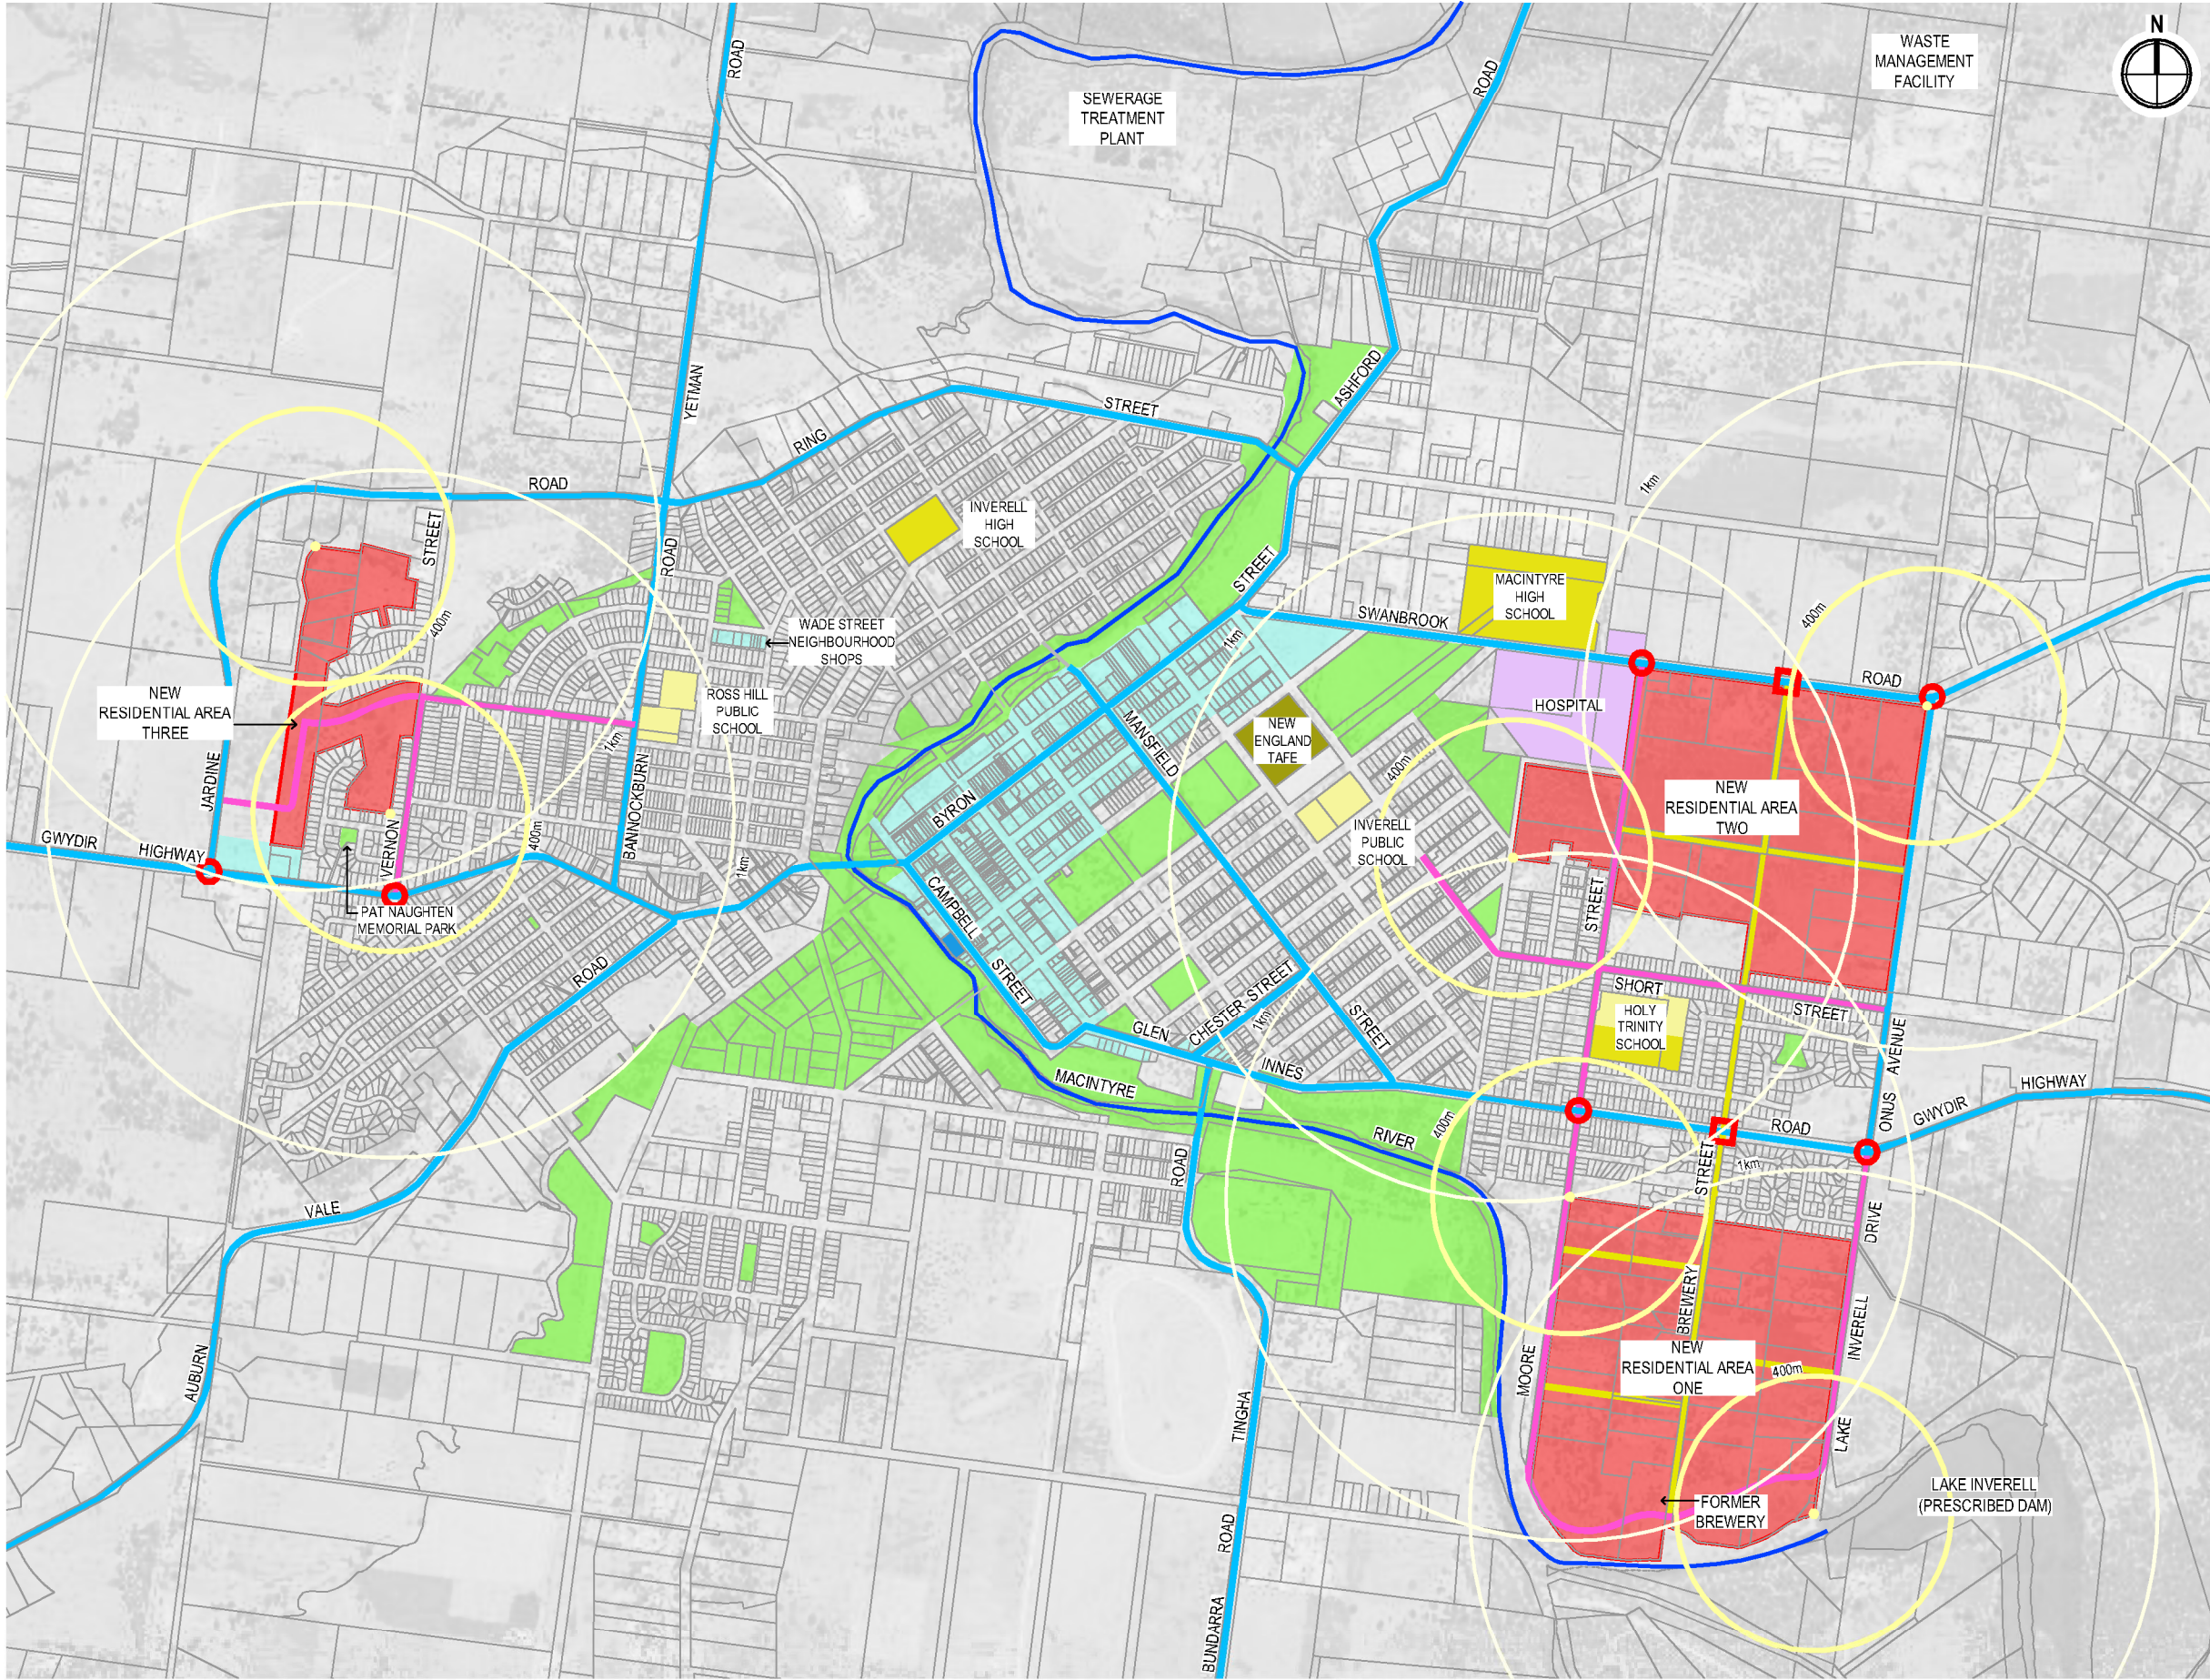 N
WASTE
MANAGEMENT
FACILITY
ROAD
SEWERAGE
TREATMENT
PLANT
ROAD
YETMAN
ASHFORD
STREET
RING
ROAD
1km
INVERELL
HIGH
SCHOOL
STREET
ROAD
STREET
MACINTYRE
HIGH
SCHOOL
SWANBROOK
400m
400m
WADE STREET
NEIGHBOURHOOD
SHOPS
1km
ROAD
NEW
RESIDENTIAL AREA
THREE
ROSS HILL
PUBLIC
SCHOOL
HOSPITAL
1km
MANSFIELD
NEW
ENGLAND
TAFE
400m
JARDINE
BANNOCKBURN
NEW
RESIDENTIAL AREA
TWO
BYRON
INVERELL
PUBLIC
SCHOOL
GWYDIR
HIGHWAY
VERNON
400m
1km
PAT NAUGHTEN
MEMORIAL PARK
CAMPBELL
STREET
STREET
ROAD
SHORT
STREET
HOLY
TRINITY
SCHOOL
CHESTER STREET
1km
GLEN
STREET
INNES
AVENUE
ONUS
MACINTYRE
HIGHWAY
GWYDIR
400m
RIVER
ROAD
ROAD
STREET
1km
VALE
DRIVE
BREWERY
INVERELL
NEW
RESIDENTIAL AREA
ONE
400m
MOORE
AUBURN
TINGHA
LAKE
LAKE INVERELL
(PRESCRIBED DAM)
FORMER
BREWERY
ROAD
BUNDARRA